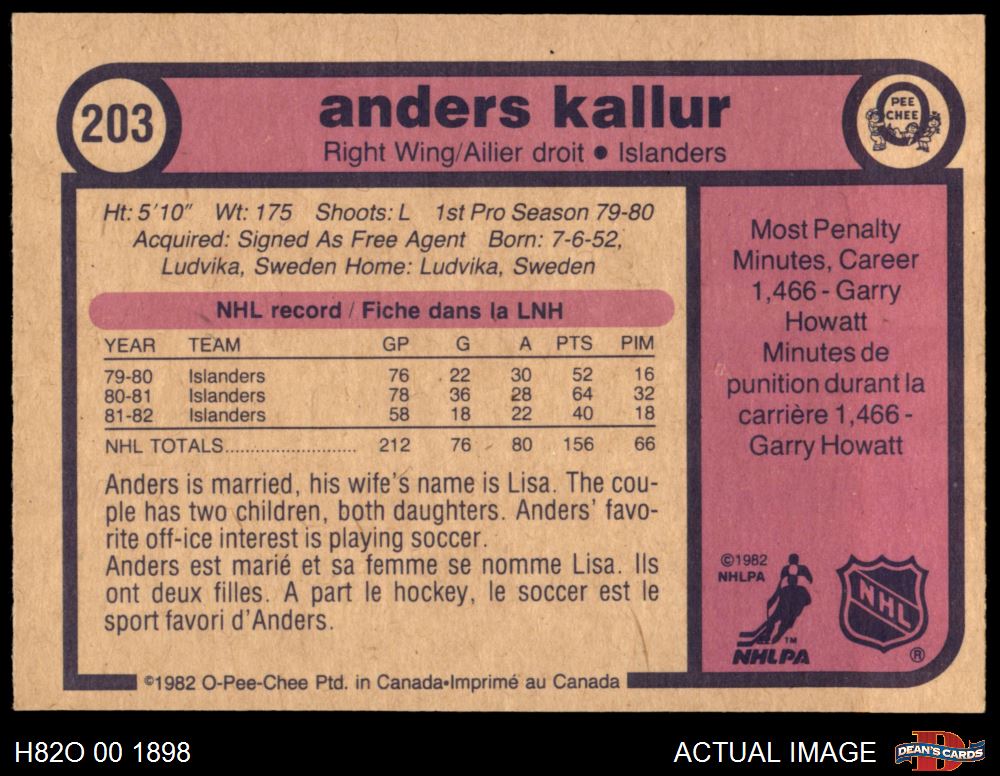 203
anders kallur
Right Wing/Ailier droit • Islanders
O
PEE
CHEE
Ht: 5'10" Wt: 175 Shoots: L 1st Pro Season 79-80
Acquired: Signed As Free Agent Born: 7-6-52,
Ludvika, Sweden Home: Ludvika, Sweden
NHL record / Fiche dans la LNH
YEAR TEAM GP G A PTS PIM
79-80 Islanders 76 22 30 52 16
80-81 Islanders 78 36 28 64 32
81-82 Islanders 58 18 22 40 18
NHL TOTALS.......................... 212 76 80 156 66
Anders is married, his wife's name is Lisa. The cou-
ple has two children, both daughters. Anders' favo-
rite off-ice interest is playing soccer.
Anders est marié et sa femme se nomme Lisa. Ils
ont deux filles. A part le hockey, le soccer est le
sport favori d'Anders.
©1982 O-Pee-Chee Ptd. in Canada•Imprimé au Canada
Most Penalty
Minutes, Career
1,466 - Garry
Howatt
Minutes de
punition durant la
carrière 1,466 -
Garry Howatt
©1982
NHLPA
TM
NHLPA
NHL
®
H82O 00 1898
ACTUAL IMAGE
D
DEAN'S CARDS